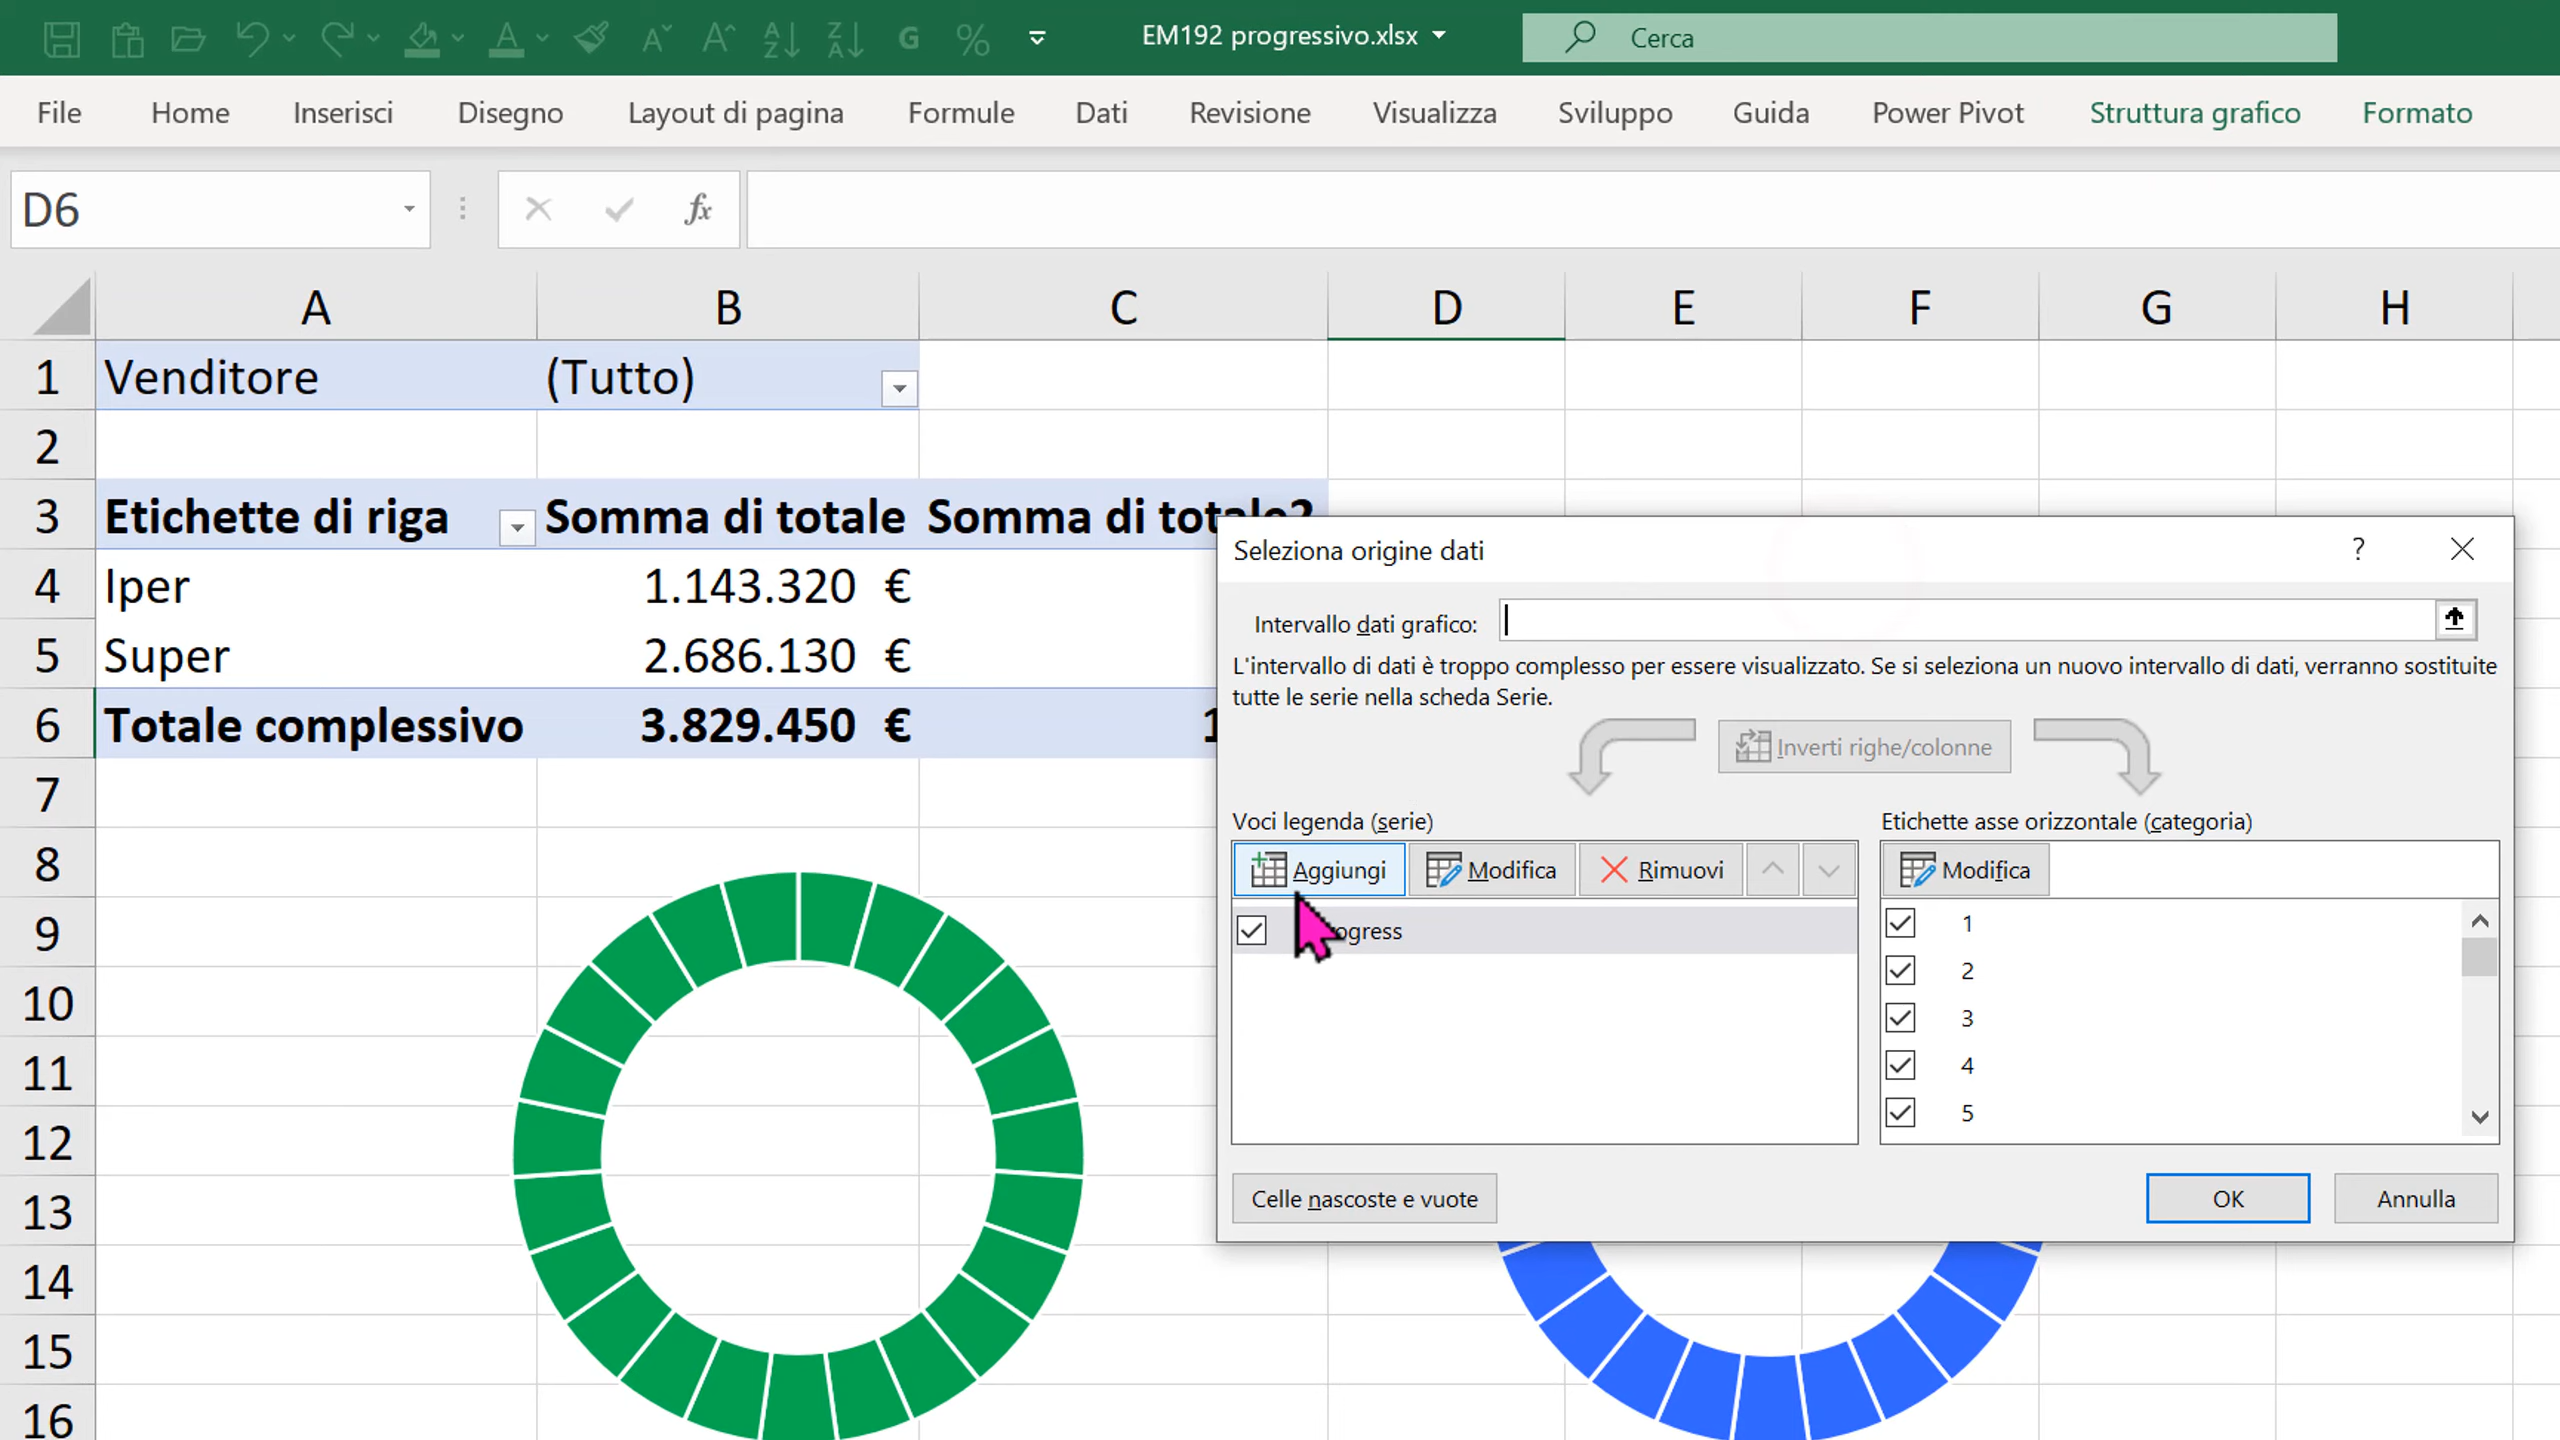 G % EM192 progressivo.xlsx Cerca
File Home Inserisci Disegno Layout di pagina Formule Dati Revisione Visualizza Sviluppo Guida Power Pivot Struttura grafico Formato
D6 fx
A B C D E F G H
1 Venditore (Tutto)
2
3 Etichette di riga Somma di totale Somma di totale2
4 Iper 1.143.320 €
5 Super 2.686.130 €
6 Totale complessivo 3.829.450 € 1
7
8
9
10
11
12
13
14
15
16
Seleziona origine dati ?
Intervallo dati grafico:
L'intervallo di dati è troppo complesso per essere visualizzato. Se si seleziona un nuovo intervallo di dati, verranno sostituite
tutte le serie nella scheda Serie.
Inverti righe/colonne
Voci legenda (serie)
Aggiungi Modifica Rimuovi
ogress
Etichette asse orizzontale (categoria)
Modifica
1
2
3
4
5
Celle nascoste e vuote OK Annulla